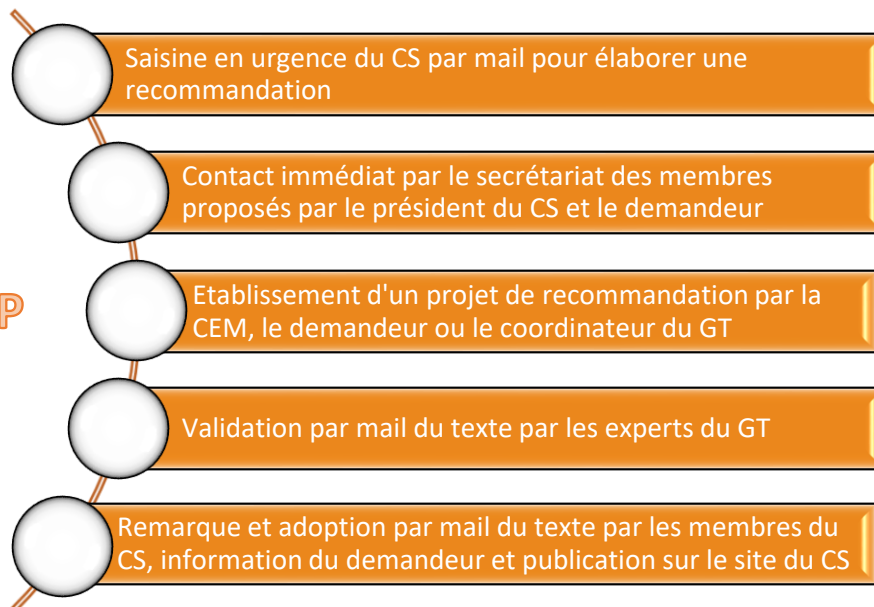 Saisine en urgence du CS par mail pour élaborer une
recommandation
Contact immédiat par le secrétariat des membres
proposés par le président du CS et le demandeur
P
Etablissement d'un projet de recommandation par la
CEM, le demandeur ou le coordinateur du GT
Validation par mail du texte par les experts du GT
Remarque et adoption par mail du texte par les membres du
CS, information du demandeur et publication sur le site du CS